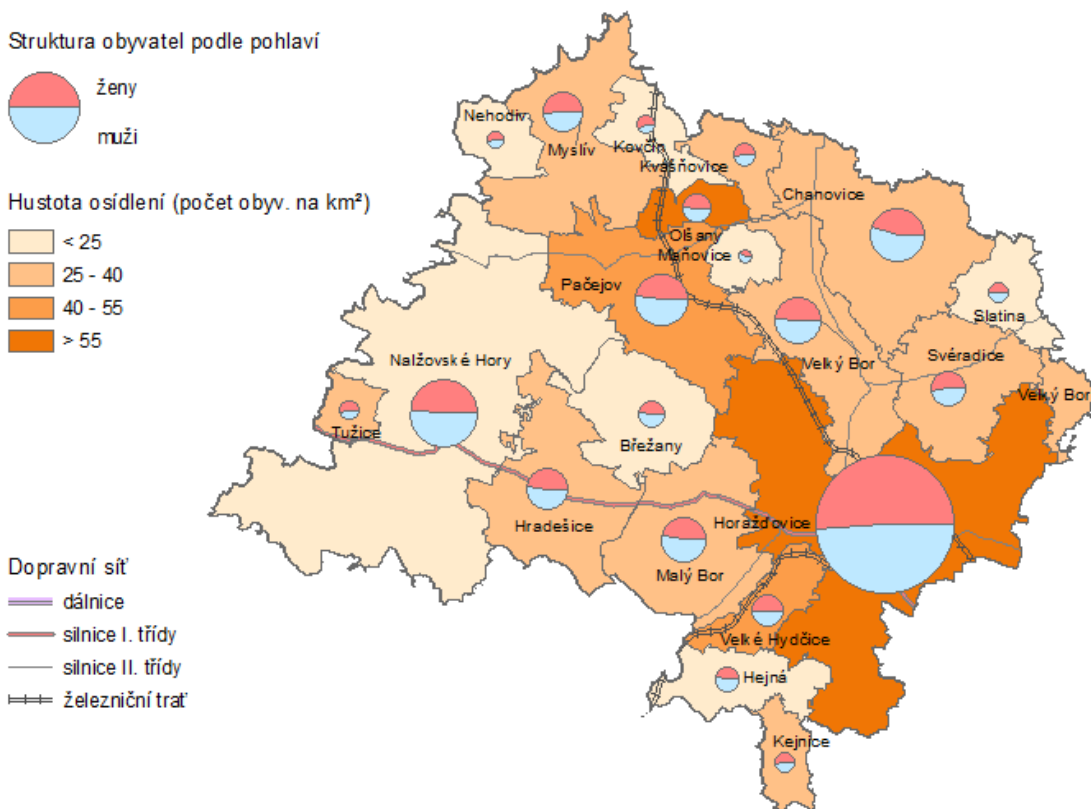 Struktura obyvatel podle pohlaví
ženy
muži
Hustota osídlení (počet obyv. na km²)
< 25
25 - 40
40 - 55
> 55
Dopravní síť
dálnice
silnice I. třídy
silnice II. třídy
železniční trať
Nehodiv
Myslív
Kovčín
Kvášňovice
Chanovice
Olšany
Maňovice
Pačejov
Slatina
Nalžovské Hory
Velký Bor
Svéradice
Velký Bor
Tužice
Břežany
Hradešice
Horažďovice
Malý Bor
Velké Hydčice
Hejná
Kejnice